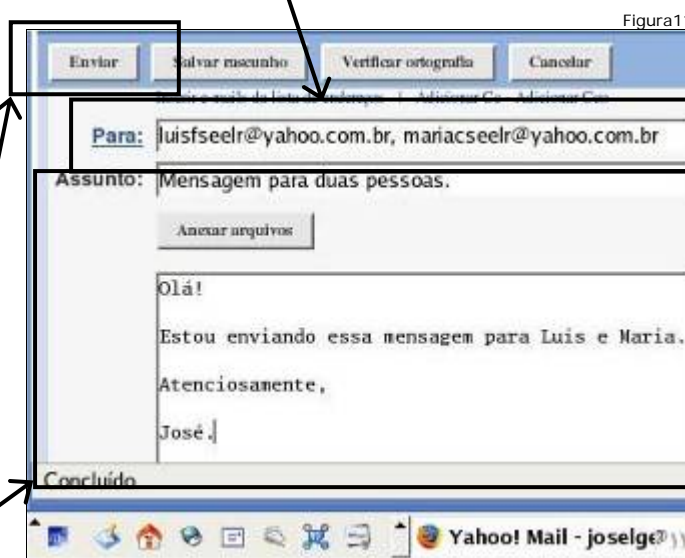 Figura1
Enviar Salvar rascunho Verificar ortografia Cancelar
Para: luisfseelr@yahoo.com.br, mariacseelr@yahoo.com.br
Assunto: Mensagem para duas pessoas.
Anexar arquivos
Olá!
Estou enviando essa mensagem para Luis e Maria.
Atenciosamente,
José.
Concluído
Yahoo! Mail - joselge